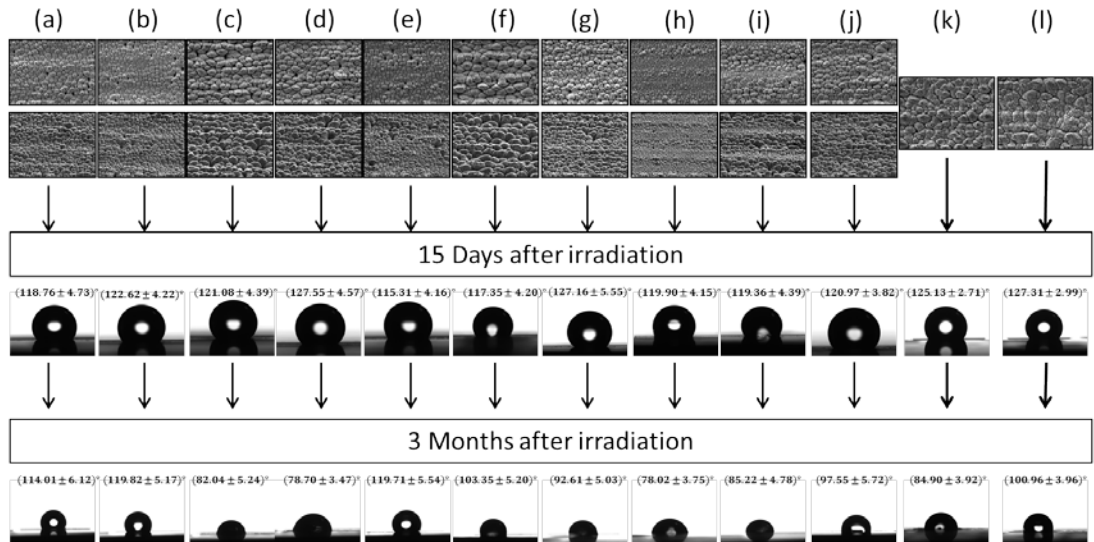 (a) (b) (c) (d) (e) (f) (g) (h) (i) (j) (k) (l)
15 Days after irradiation
(118.76 ± 4.73)° (122.62 ± 4.22)° (121.08 ± 4.39)° (127.55 ± 4.57)° (115.31 ± 4.16)° (117.35 ± 4.20)° (127.16 ± 5.55)° (119.90 ± 4.15)° (119.36 ± 4.39)° (120.97 ± 3.82)° (125.13 ± 2.71)° (127.31 ± 2.99)°
3 Months after irradiation
(114.01 ± 6.12)° (119.82 ± 5.17)° (82.04 ± 5.24)° (78.70 ± 3.47)° (119.71 ± 5.54)° (103.35 ± 5.20)° (92.61 ± 5.03)° (78.02 ± 3.75)° (85.22 ± 4.78)° (97.55 ± 5.72)° (84.90 ± 3.92)° (100.96 ± 3.96)°